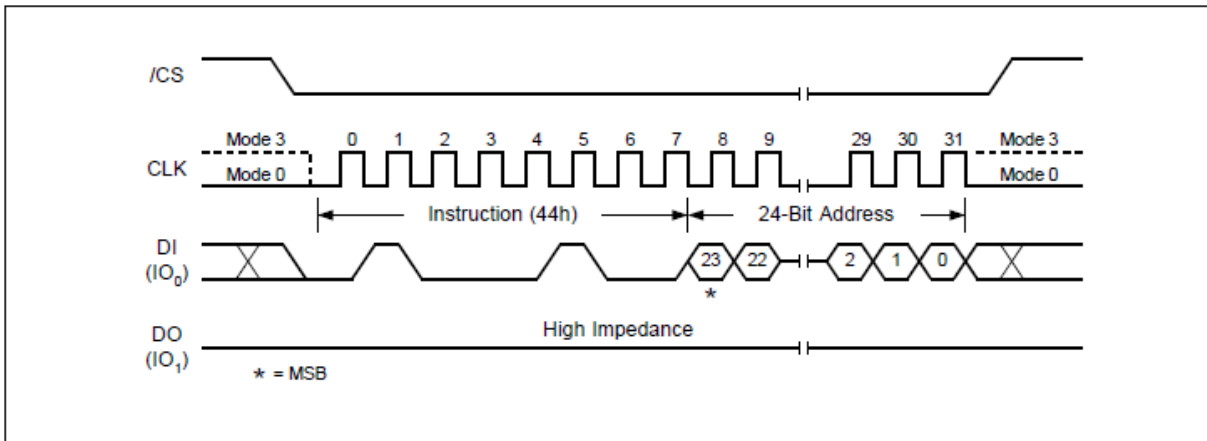 /CS
Mode 3 0 1 2 3 4 5 6 7 8 9 29 30 31 Mode 3
CLK Mode 0 Mode 0
Instruction (44h) 24-Bit Address
DI
(IO0) 23 22 2 1 0
*
High Impedance
DO
(IO1)
* = MSB